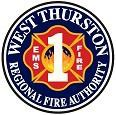 WEST THURSTON
EMS 1 FIRE
REGIONAL FIRE AUTHORITY